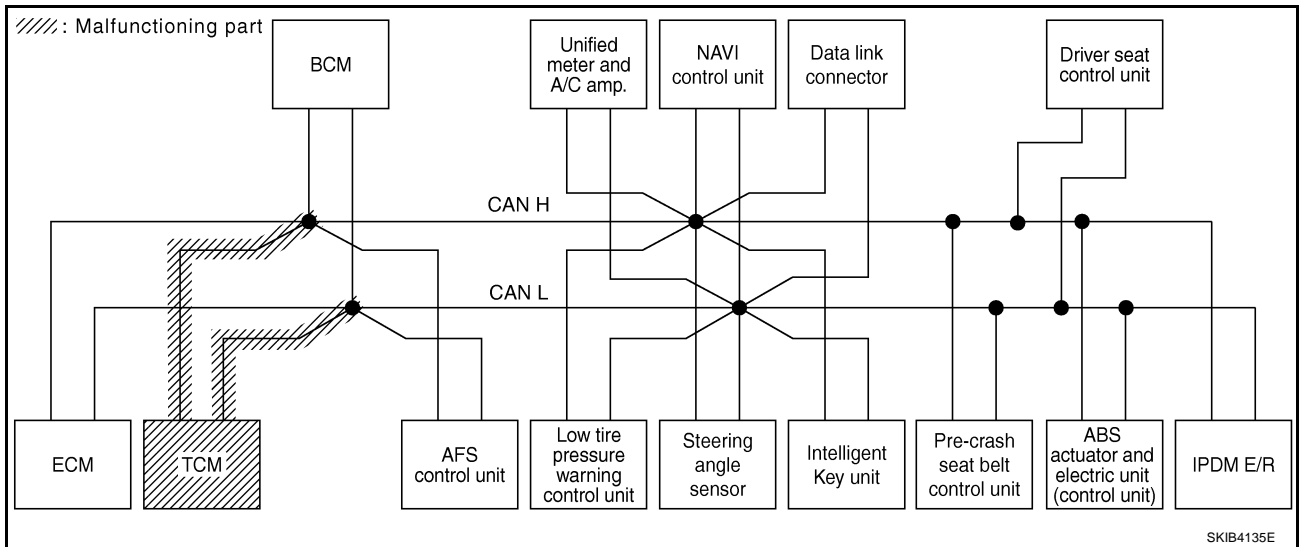 : Malfunctioning part
BCM
Unified
meter and
A/C amp.
NAVI
control unit
Data link
connector
Driver seat
control unit
CAN H
CAN L
ECM
TCM
AFS
control unit
Low tire
pressure
warning
control unit
Steering
angle
sensor
Intelligent
Key unit
Pre-crash
seat belt
control unit
ABS
actuator and
electric unit
(control unit)
IPDM E/R
SKIB4135E